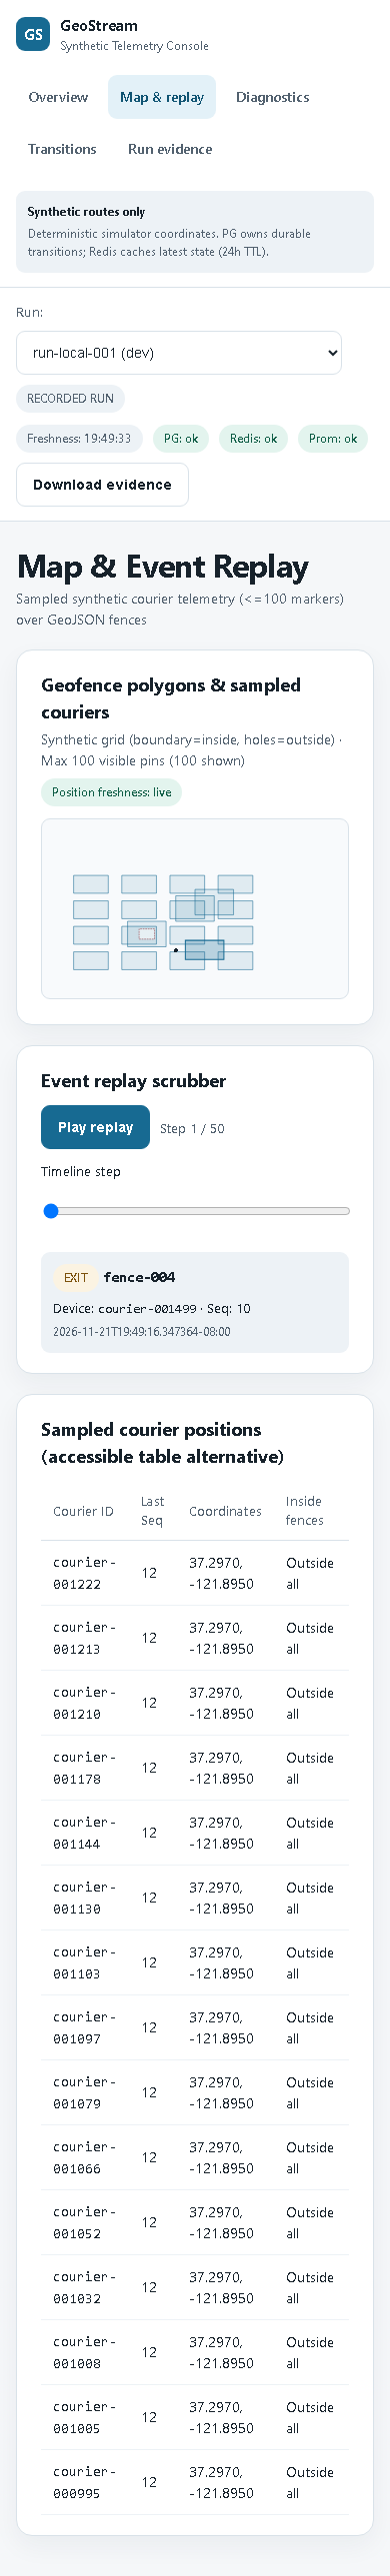 GS
GeoStream
Synthetic Telemetry Console
Overview
Map & replay
Diagnostics
Transitions
Run evidence
Synthetic routes only
Deterministic simulator coordinates. PG owns durable
transitions; Redis caches latest state (24h TTL).
Run:
run-local-001 (dev)
RECORDED RUN
Freshness: 19:49:33
PG: ok
Redis: ok
Prom: ok
Download evidence
Map & Event Replay
Sampled synthetic courier telemetry (<=100 markers)
over GeoJSON fences
Geofence polygons & sampled
couriers
Synthetic grid (boundary=inside, holes=outside) ·
Max 100 visible pins (100 shown)
Position freshness: live
Event replay scrubber
Play replay
Step 1 / 50
Timeline step
EXIT fence-004
Device: courier-001499 · Seq: 10
2026-11-21T19:49:16.347364-08:00
Sampled courier positions
(accessible table alternative)
Courier ID
Last
Seq
Coordinates
Inside
fences
courier-
001222
12
37.2970,
-121.8950
Outside
all
courier-
001213
12
37.2970,
-121.8950
Outside
all
courier-
001210
12
37.2970,
-121.8950
Outside
all
courier-
001178
12
37.2970,
-121.8950
Outside
all
courier-
001144
12
37.2970,
-121.8950
Outside
all
courier-
001130
12
37.2970,
-121.8950
Outside
all
courier-
001103
12
37.2970,
-121.8950
Outside
all
courier-
001097
12
37.2970,
-121.8950
Outside
all
courier-
001079
12
37.2970,
-121.8950
Outside
all
courier-
001066
12
37.2970,
-121.8950
Outside
all
courier-
001052
12
37.2970,
-121.8950
Outside
all
courier-
001032
12
37.2970,
-121.8950
Outside
all
courier-
001008
12
37.2970,
-121.8950
Outside
all
courier-
001005
12
37.2970,
-121.8950
Outside
all
courier-
000995
12
37.2970,
-121.8950
Outside
all